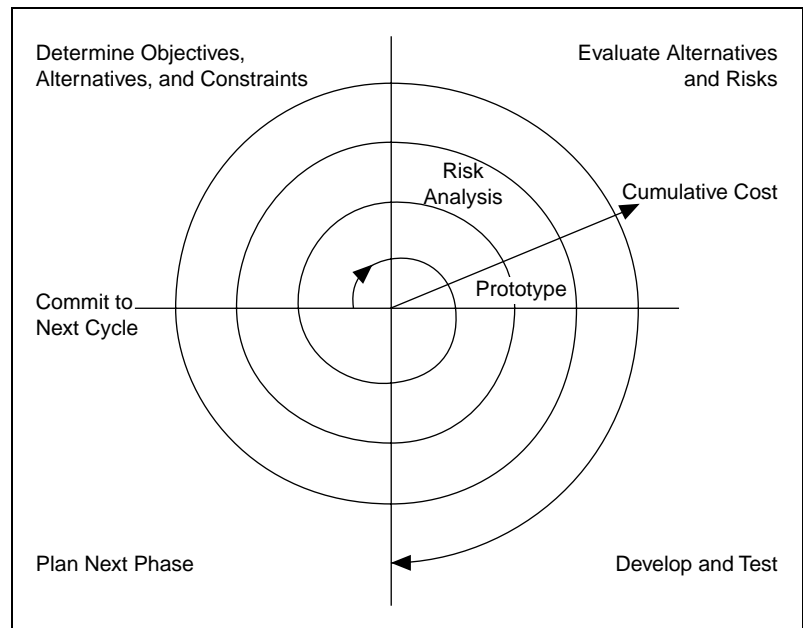 Determine Objectives,
Alternatives, and Constraints
Evaluate Alternatives
and Risks
Risk
Analysis
Cumulative Cost
Prototype
Commit to
Next Cycle
Plan Next Phase
Develop and Test